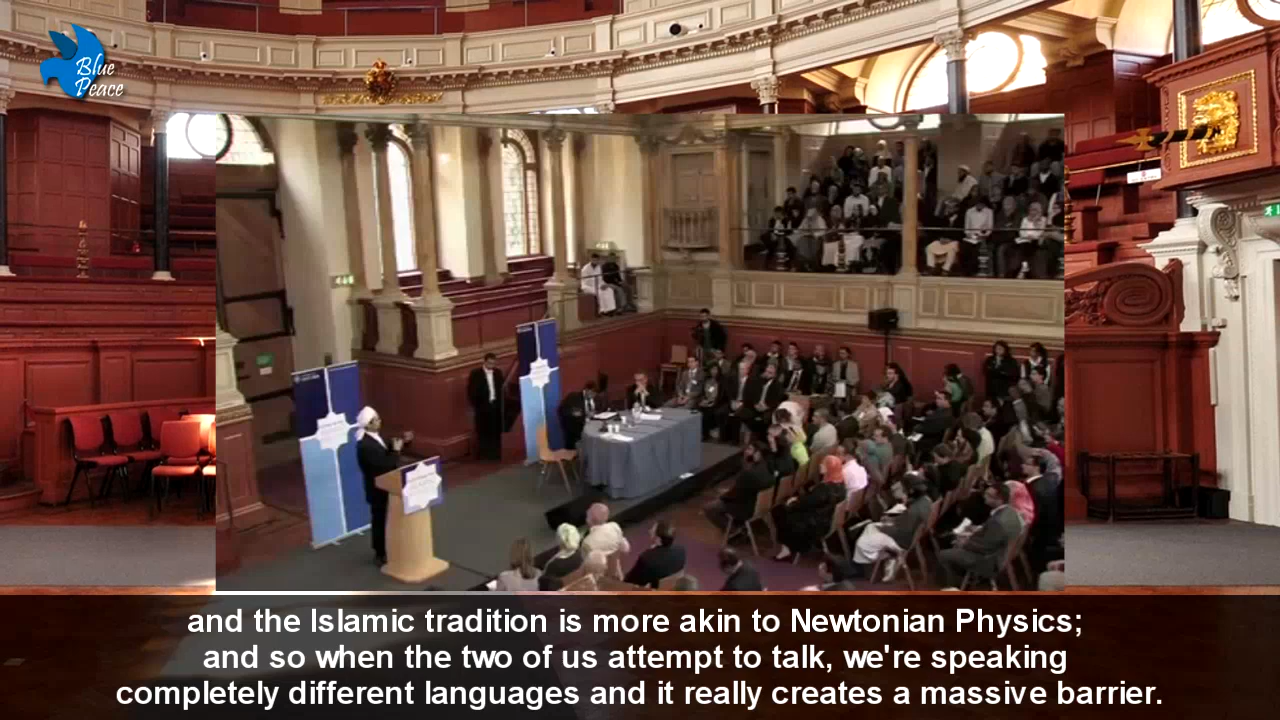 Blue
Peace
and the Islamic tradition is more akin to Newtonian Physics;
and so when the two of us attempt to talk, we're speaking
completely different languages and it really creates a massive barrier.